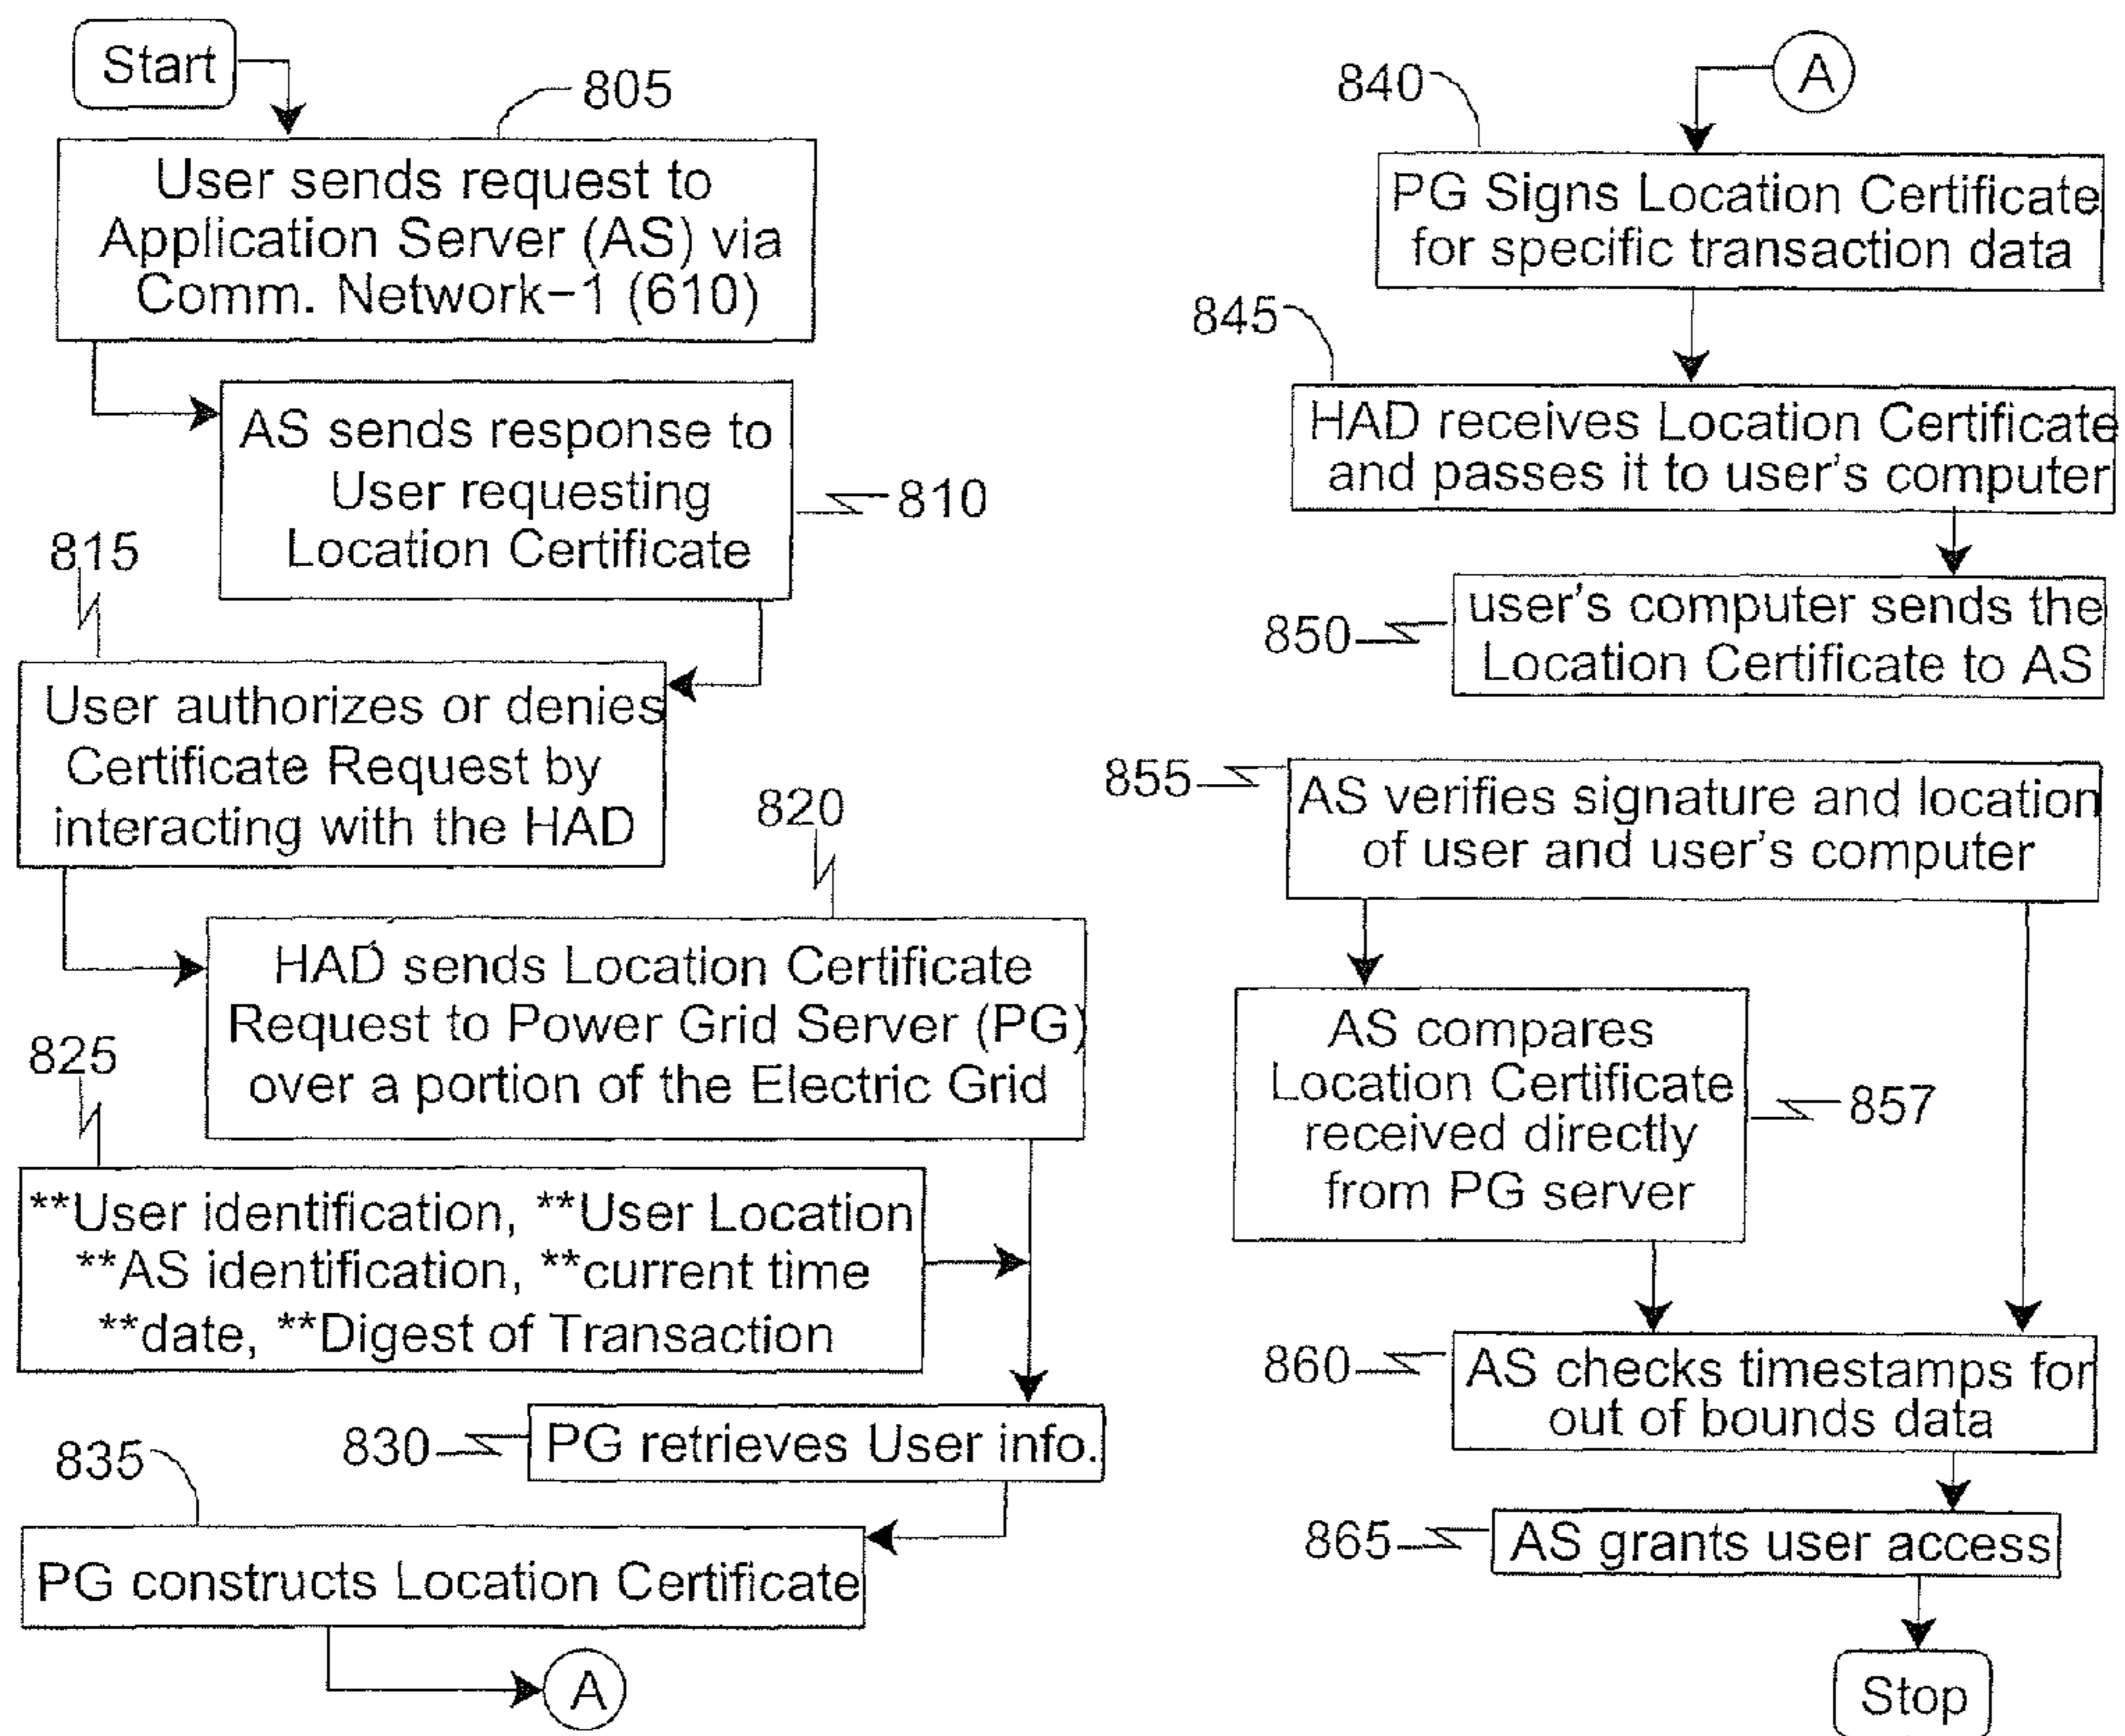 Start
805
User sends request to
Application Server (AS) via
Comm. Network-1 (610)
AS sends response to
User requesting
Location Certificate
810
815
User authorizes or denies
Certificate Request by
interacting with the HAD
820
HAD sends Location Certificate
Request to Power Grid Server (PG)
over a portion of the Electric Grid
825
**User identification, **User Location
**AS identification, **current time
**date, **Digest of Transaction
830
PG retrieves User info.
835
PG constructs Location Certificate
A
A
840
PG Signs Location Certificate
for specific transaction data
845
HAD receives Location Certificate
and passes it to user's computer
850
user's computer sends the
Location Certificate to AS
855
AS verifies signature and location
of user and user's computer
AS compares
Location Certificate
received directly
from PG server
857
860
AS checks timestamps for
out of bounds data
865
AS grants user access
Stop